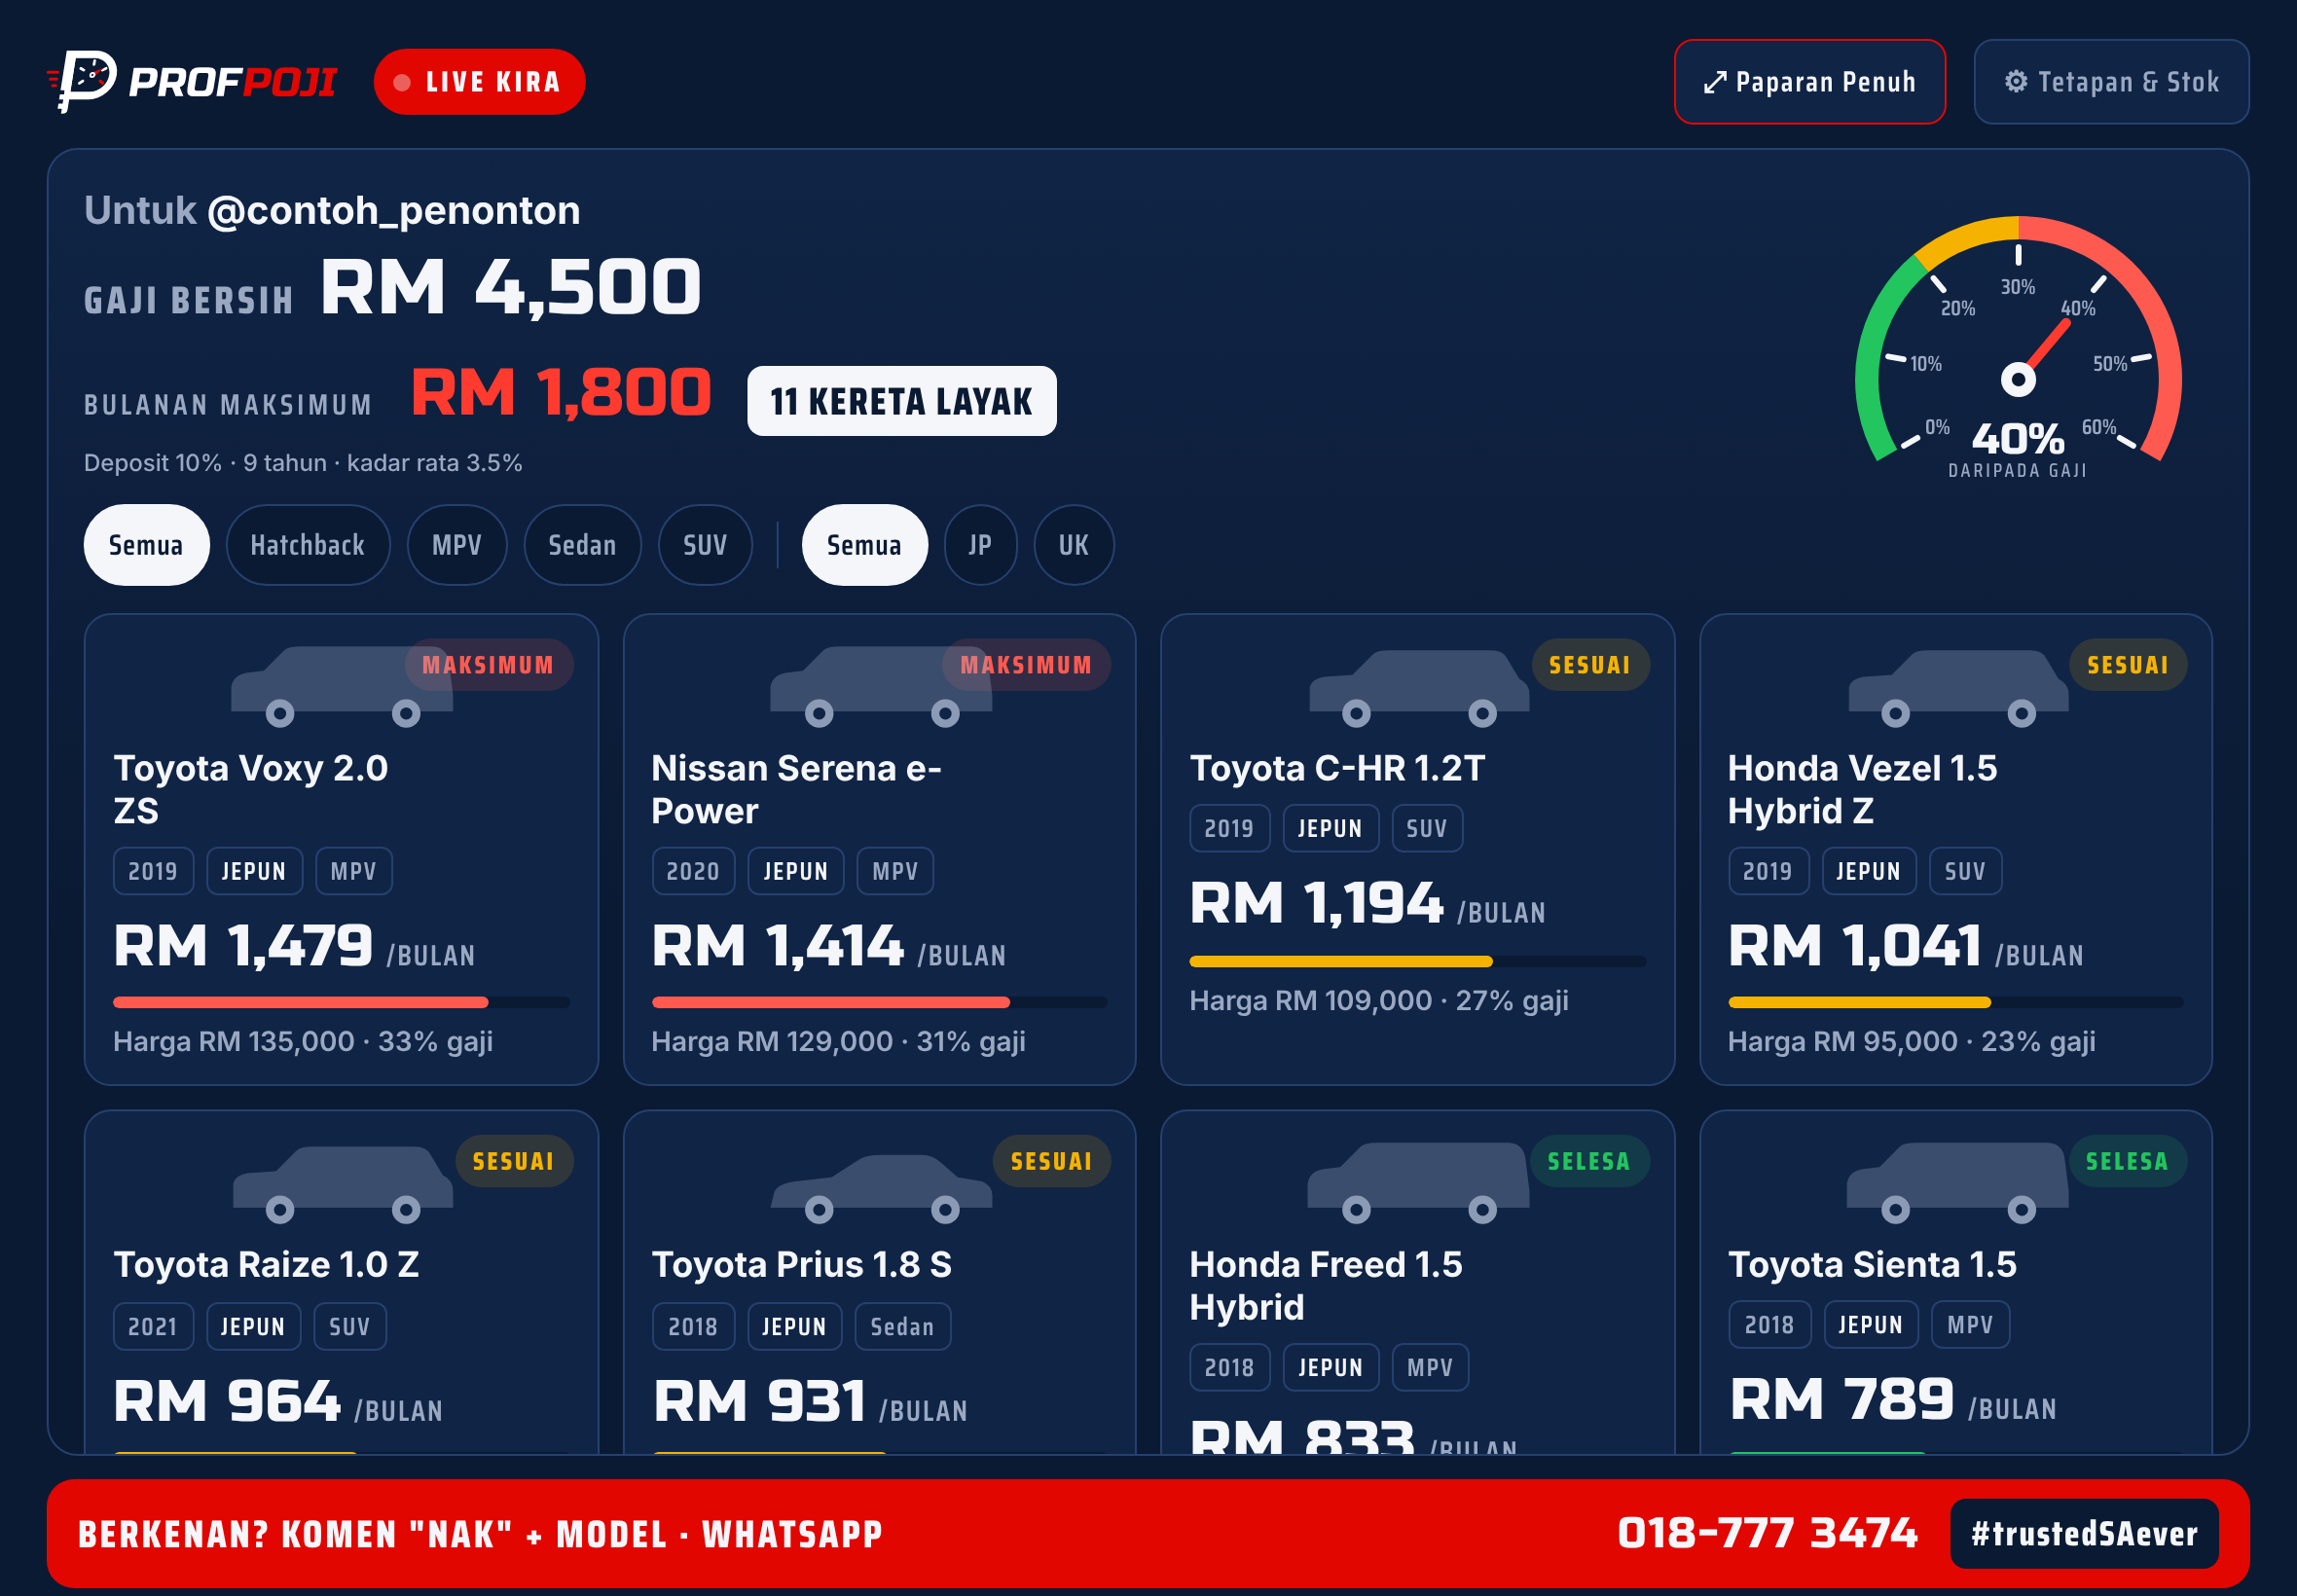 PROFPOJI
LIVE KIRA
⤢ Paparan Penuh
⚙ Tetapan & Stok
Untuk @contoh_penonton
GAJI BERSIH RM 4,500
BULANAN MAKSIMUM RM 1,800 11 KERETA LAYAK
Deposit 10% · 9 tahun · kadar rata 3.5%
0%
10%
20%
30%
40%
50%
60%
40%
DARIPADA GAJI
Semua Hatchback MPV Sedan SUV Semua JP UK
MAKSIMUM
Toyota Voxy 2.0
ZS
2019 JEPUN MPV
RM 1,479 /BULAN
Harga RM 135,000 · 33% gaji
MAKSIMUM
Nissan Serena e-
Power
2020 JEPUN MPV
RM 1,414 /BULAN
Harga RM 129,000 · 31% gaji
SESUAI
Toyota C-HR 1.2T
2019 JEPUN SUV
RM 1,194 /BULAN
Harga RM 109,000 · 27% gaji
SESUAI
Honda Vezel 1.5
Hybrid Z
2019 JEPUN SUV
RM 1,041 /BULAN
Harga RM 95,000 · 23% gaji
SESUAI
Toyota Raize 1.0 Z
2021 JEPUN SUV
RM 964 /BULAN
SESUAI
Toyota Prius 1.8 S
2018 JEPUN Sedan
RM 931 /BULAN
SELESA
Honda Freed 1.5
Hybrid
2018 JEPUN MPV
RM 833 /BULAN
SELESA
Toyota Sienta 1.5
2018 JEPUN MPV
RM 789 /BULAN
BERKENAN? KOMEN "NAK" + MODEL · WHATSAPP
018-777 3474
#trustedSAever